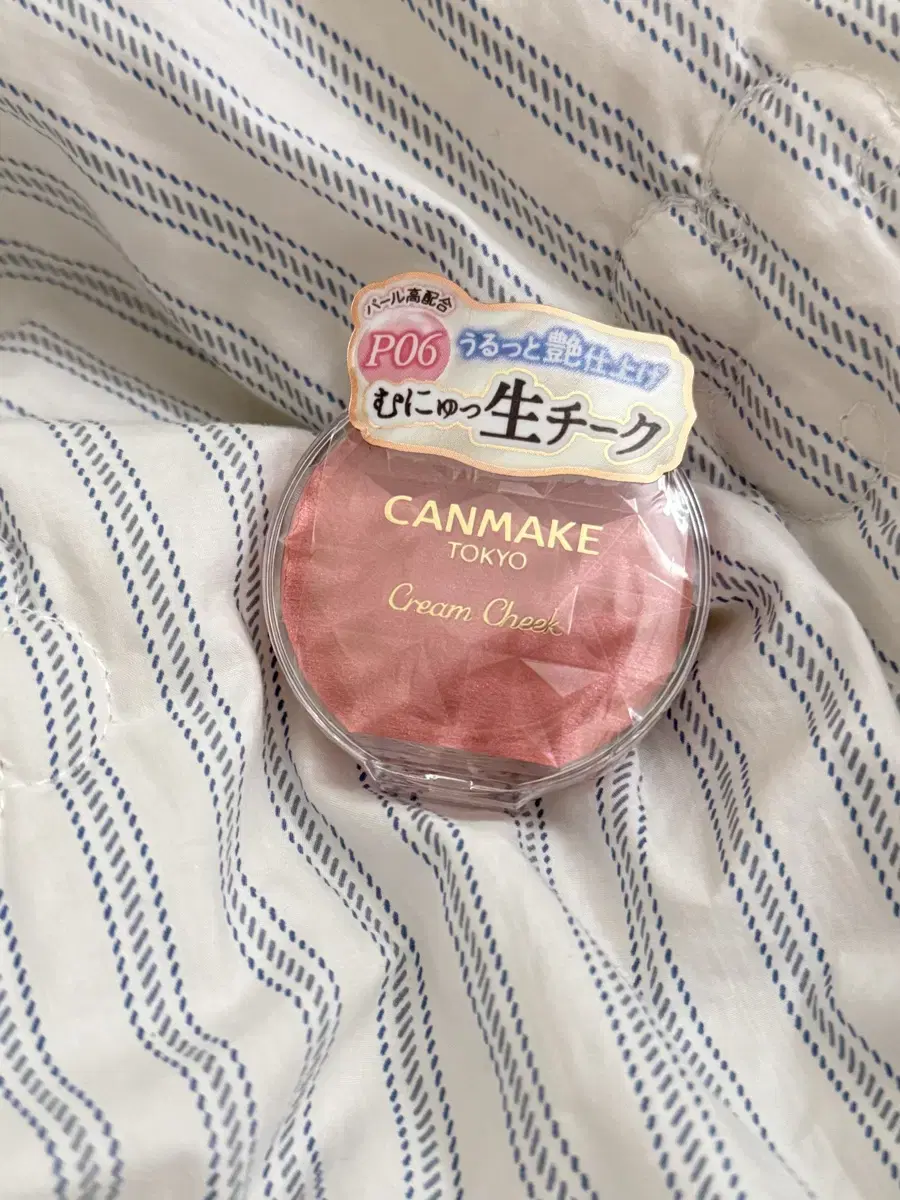 パール高配合
P06
うるっと艶仕上げ
むにゅっ生チーク
CANMAKE
TOKYO
Cream Cheek